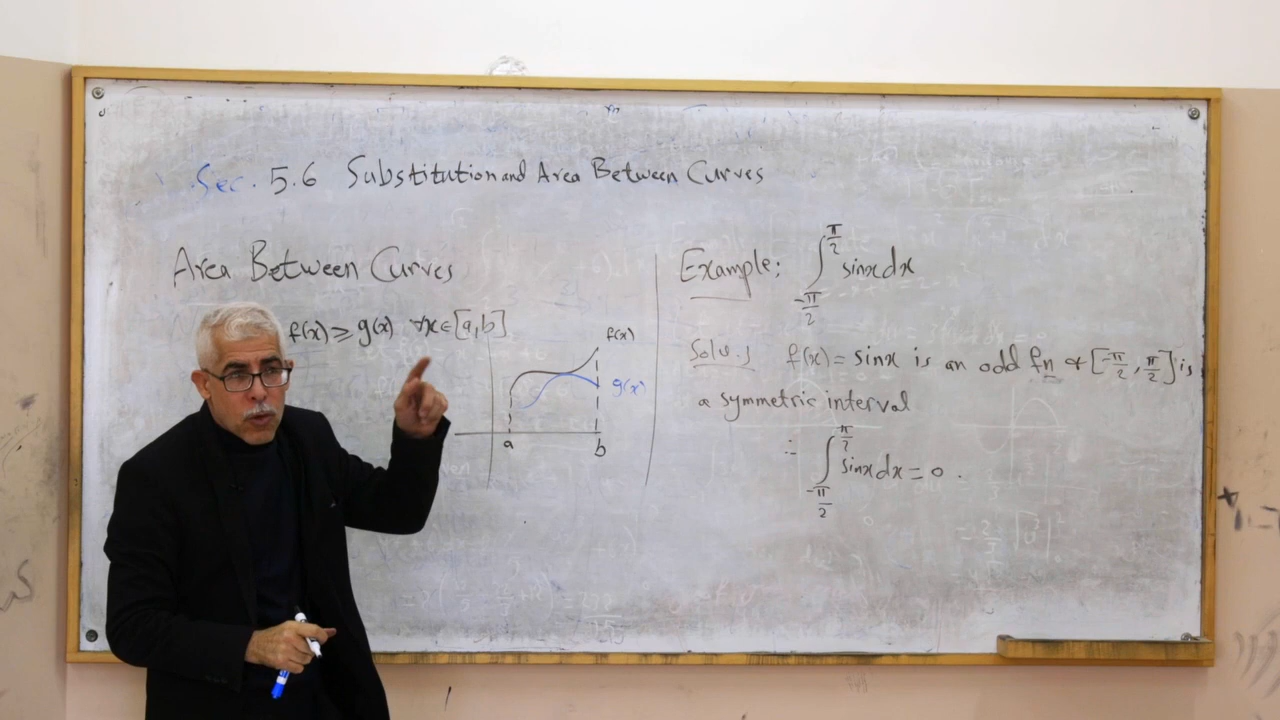 Sec. 5.6 Substitution and Area Between Curves
Area Between Curves
f(x) ≥ g(x) ∀x∈[a,b]
f(x)
g(x)
a
b
Example: ∫_{-π/2}^{π/2} sinx dx
Solu.) f(x) = sinx is an odd fn & [-π/2, π/2] is
a symmetric interval
∴ ∫_{-π/2}^{π/2} sinx dx = 0.